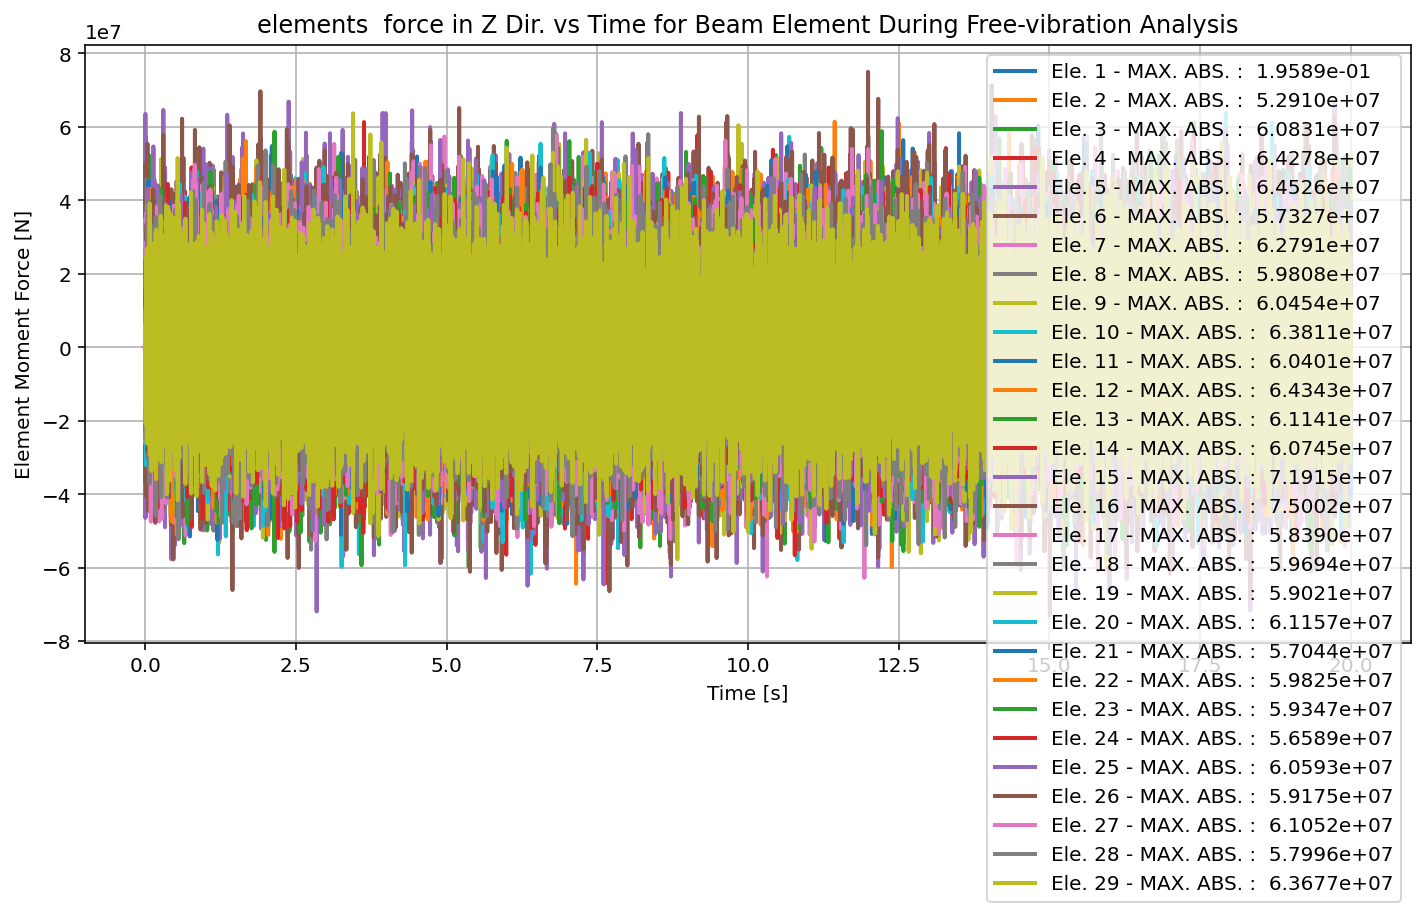 elements  force in Z Dir. vs Time for Beam Element During Free-vibration Analysis
1e7
8
6
4
2
0
−2
−4
−6
−8
Element Moment Force [N]
0.0
2.5
5.0
7.5
10.0
12.5
15.0
17.5
20.0
Time [s]
Ele. 1 - MAX. ABS. :  1.9589e-01
Ele. 2 - MAX. ABS. :  5.2910e+07
Ele. 3 - MAX. ABS. :  6.0831e+07
Ele. 4 - MAX. ABS. :  6.4278e+07
Ele. 5 - MAX. ABS. :  6.4526e+07
Ele. 6 - MAX. ABS. :  5.7327e+07
Ele. 7 - MAX. ABS. :  6.2791e+07
Ele. 8 - MAX. ABS. :  5.9808e+07
Ele. 9 - MAX. ABS. :  6.0454e+07
Ele. 10 - MAX. ABS. :  6.3811e+07
Ele. 11 - MAX. ABS. :  6.0401e+07
Ele. 12 - MAX. ABS. :  6.4343e+07
Ele. 13 - MAX. ABS. :  6.1141e+07
Ele. 14 - MAX. ABS. :  6.0745e+07
Ele. 15 - MAX. ABS. :  7.1915e+07
Ele. 16 - MAX. ABS. :  7.5002e+07
Ele. 17 - MAX. ABS. :  5.8390e+07
Ele. 18 - MAX. ABS. :  5.9694e+07
Ele. 19 - MAX. ABS. :  5.9021e+07
Ele. 20 - MAX. ABS. :  6.1157e+07
Ele. 21 - MAX. ABS. :  5.7044e+07
Ele. 22 - MAX. ABS. :  5.9825e+07
Ele. 23 - MAX. ABS. :  5.9347e+07
Ele. 24 - MAX. ABS. :  5.6589e+07
Ele. 25 - MAX. ABS. :  6.0593e+07
Ele. 26 - MAX. ABS. :  5.9175e+07
Ele. 27 - MAX. ABS. :  6.1052e+07
Ele. 28 - MAX. ABS. :  5.7996e+07
Ele. 29 - MAX. ABS. :  6.3677e+07